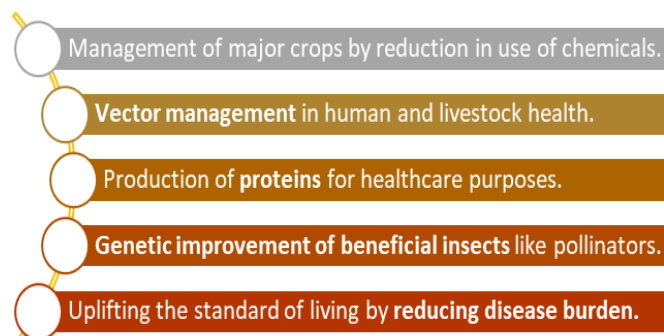 Management of major crops by reduction in use of chemicals.
Vector management in human and livestock health.
Production of proteins for healthcare purposes.
Genetic improvement of beneficial insects like pollinators.
Uplifting the standard of living by reducing disease burden.